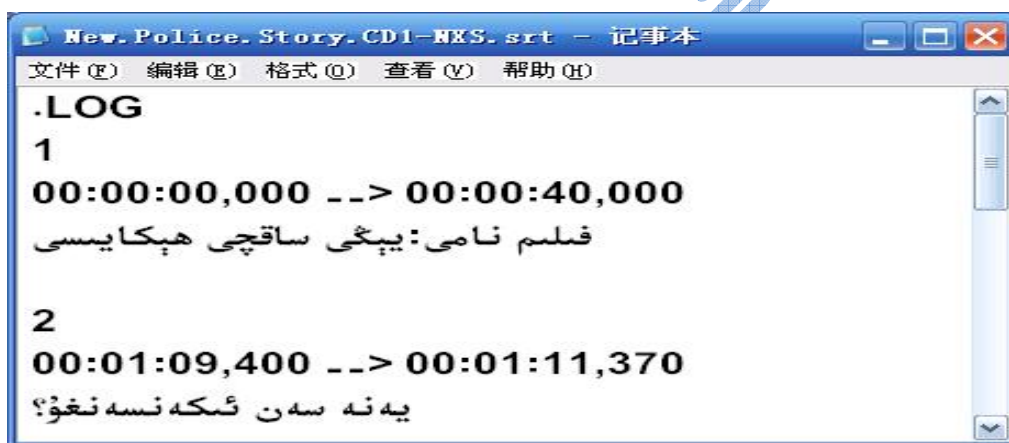 New.Police.Story.CD1-NXS.srt - 记事本
文件(F) 编辑(E) 格式(O) 查看(V) 帮助(H)
.LOG
1
00:00:00,000 --> 00:00:40,000
فىلىم نامى:يېڭى ساقچى ھېكايىسى
2
00:01:09,400 --> 00:01:11,370
يەنە سەن ئىكەنسەنغۇ؟